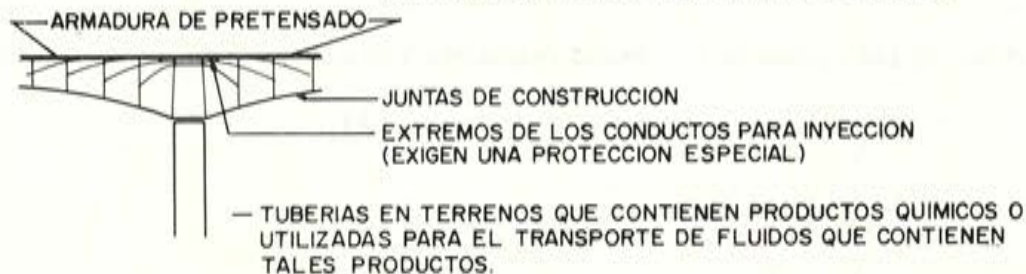 ARMADURA DE PRETENSADO
JUNTAS DE CONSTRUCCION
EXTREMOS DE LOS CONDUCTOS PARA INYECCION
(EXIGEN UNA PROTECCION ESPECIAL)
— TUBERIAS EN TERRENOS QUE CONTIENEN PRODUCTOS QUIMICOS O
UTILIZADAS PARA EL TRANSPORTE DE FLUIDOS QUE CONTIENEN
TALES PRODUCTOS.